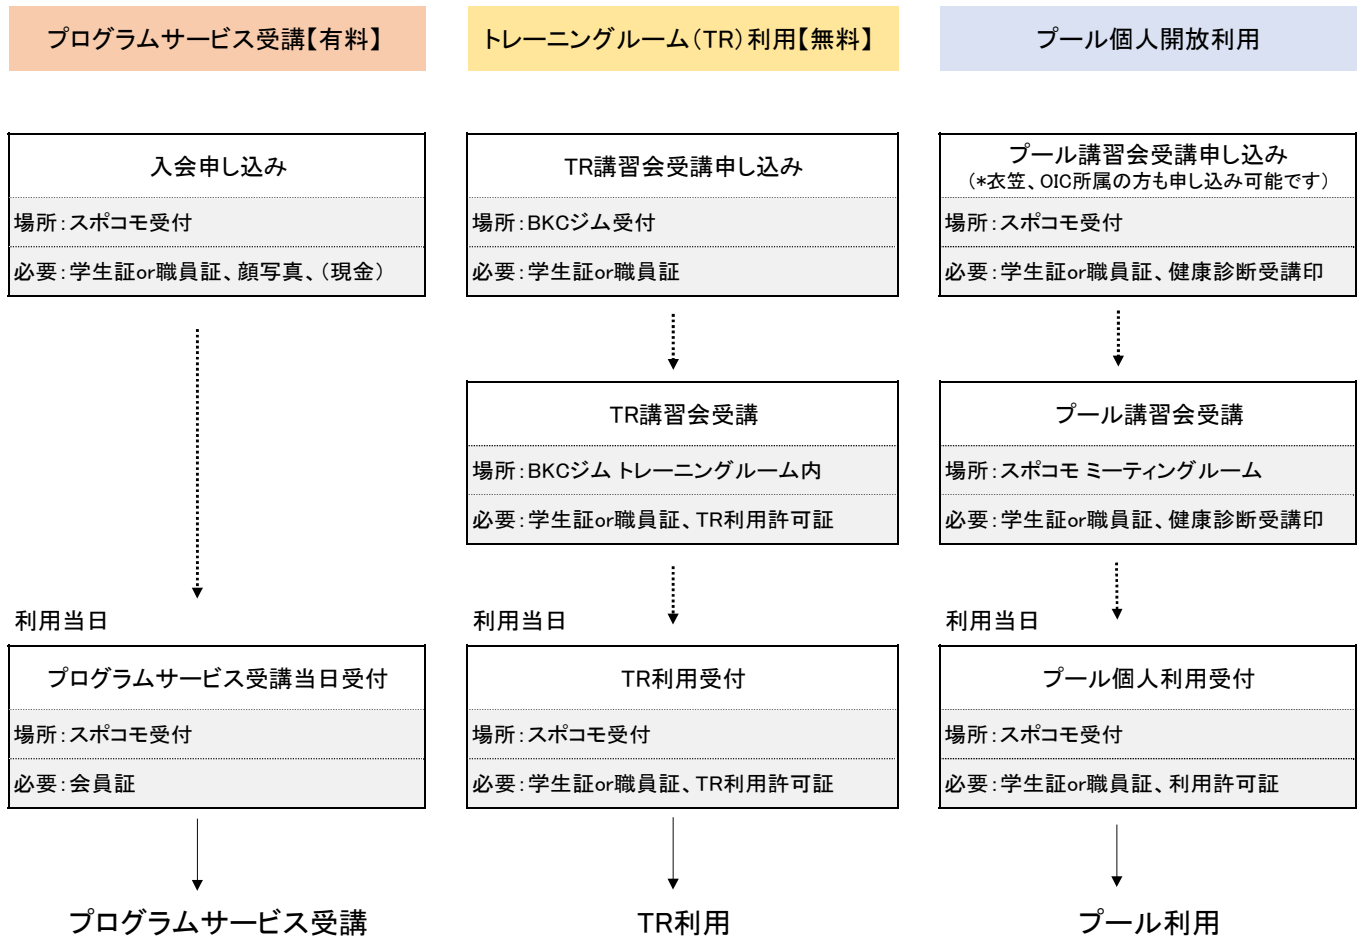 プログラムサービス受講【有料】
入会申し込み
場所：スポコモ受付
必要：学生証or職員証、顔写真、（現金）
利用当日
プログラムサービス受講当日受付
場所：スポコモ受付
必要：会員証
プログラムサービス受講
トレーニングルーム（TR）利用【無料】
TR講習会受講申し込み
場所：BKCジム受付
必要：学生証or職員証
TR講習会受講
場所：BKCジム トレーニングルーム内
必要：学生証or職員証、TR利用許可証
利用当日
TR利用受付
場所：スポコモ受付
必要：学生証or職員証、TR利用許可証
TR利用
プール個人開放利用
プール講習会受講申し込み
（*衣笠、OIC所属の方も申し込み可能です）
場所：スポコモ受付
必要：学生証or職員証、健康診断受講印
プール講習会受講
場所：スポコモ ミーティングルーム
必要：学生証or職員証、健康診断受講印
利用当日
プール個人利用受付
場所：スポコモ受付
必要：学生証or職員証、利用許可証
プール利用